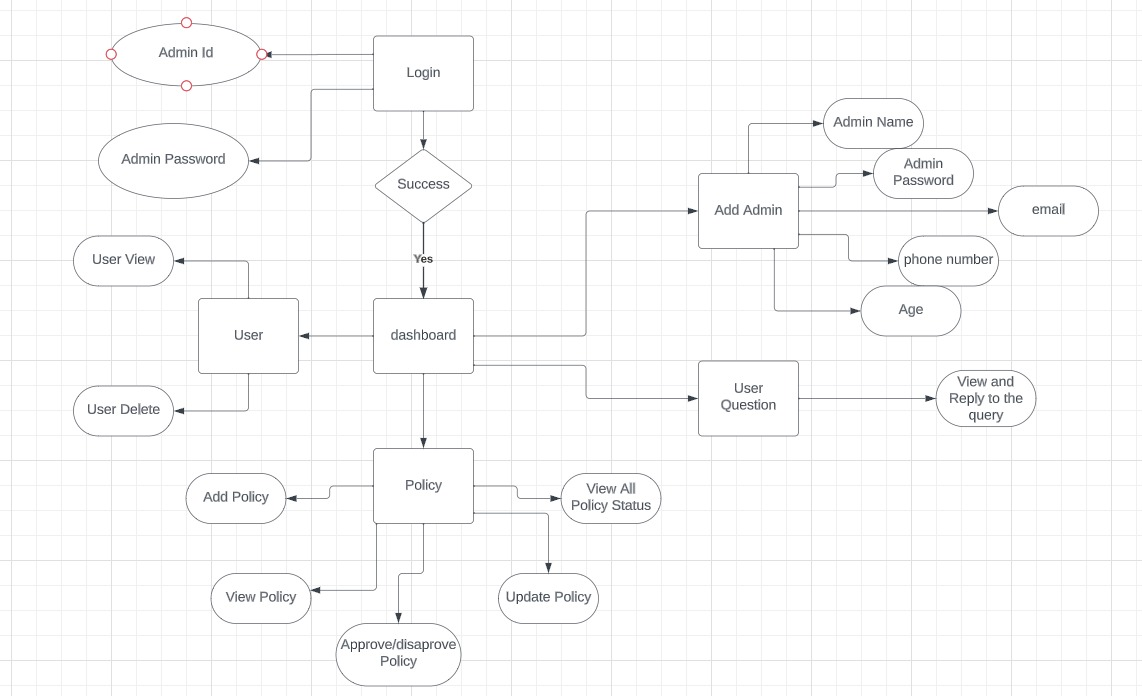 Admin Id
Login
Admin Password
Success
Yes
Admin Name
Admin
Password
Add Admin
email
phone number
Age
User View
User
dashboard
User Delete
User
Question
View and
Reply to the
query
Policy
Add Policy
View All
Policy Status
View Policy
Update Policy
Approve/disaprove
Policy